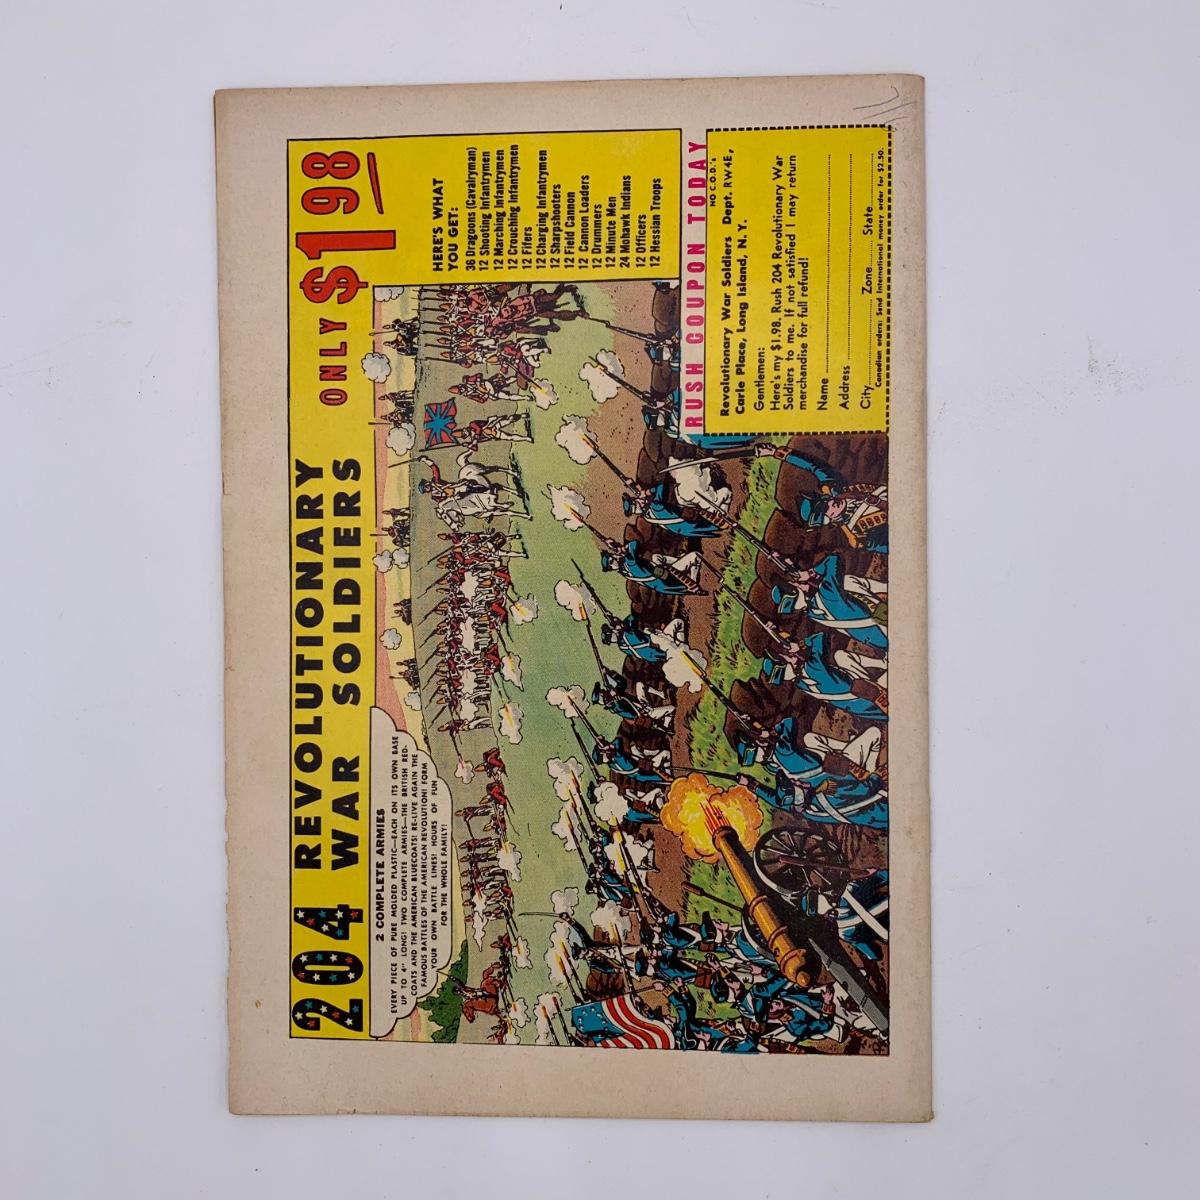 204 REVOLUTIONARY
WAR SOLDIERS
ONLY $1 98
2 COMPLETE ARMIES
EVERY PIECE OF PURE MOLDED PLASTIC—EACH ON ITS OWN BASE
UP TO 4" LONG! TWO COMPLETE ARMIES—THE BRITISH RED-
COATS AND THE AMERICAN BLUECOATS! RE-LIVE AGAIN THE
FAMOUS BATTLES OF THE AMERICAN REVOLUTION! FORM
YOUR OWN BATTLE LINES! HOURS OF FUN
FOR THE WHOLE FAMILY!
HERE'S WHAT
YOU GET:
36 Dragoons (Cavalryman)
12 Shooting Infantrymen
12 Marching Infantrymen
12 Crouching Infantrymen
12 Fifers
12 Charging Infantrymen
12 Sharpshooters
12 Field Cannon
12 Cannon Loaders
12 Drummers
12 Minute Men
24 Mohawk Indians
12 Officers
12 Hessian Troops
RUSH COUPON TODAY
NO C.O.D.'s
Revolutionary War Soldiers Dept. RW4E,
Carle Place, Long Island, N. Y.
Gentlemen:
Here's my $1.98. Rush 204 Revolutionary War
Soldiers to me. If not satisfied I may return
merchandise for full refund!
Name
Address
City Zone State
Canadian orders: Send International money order for $2.50.